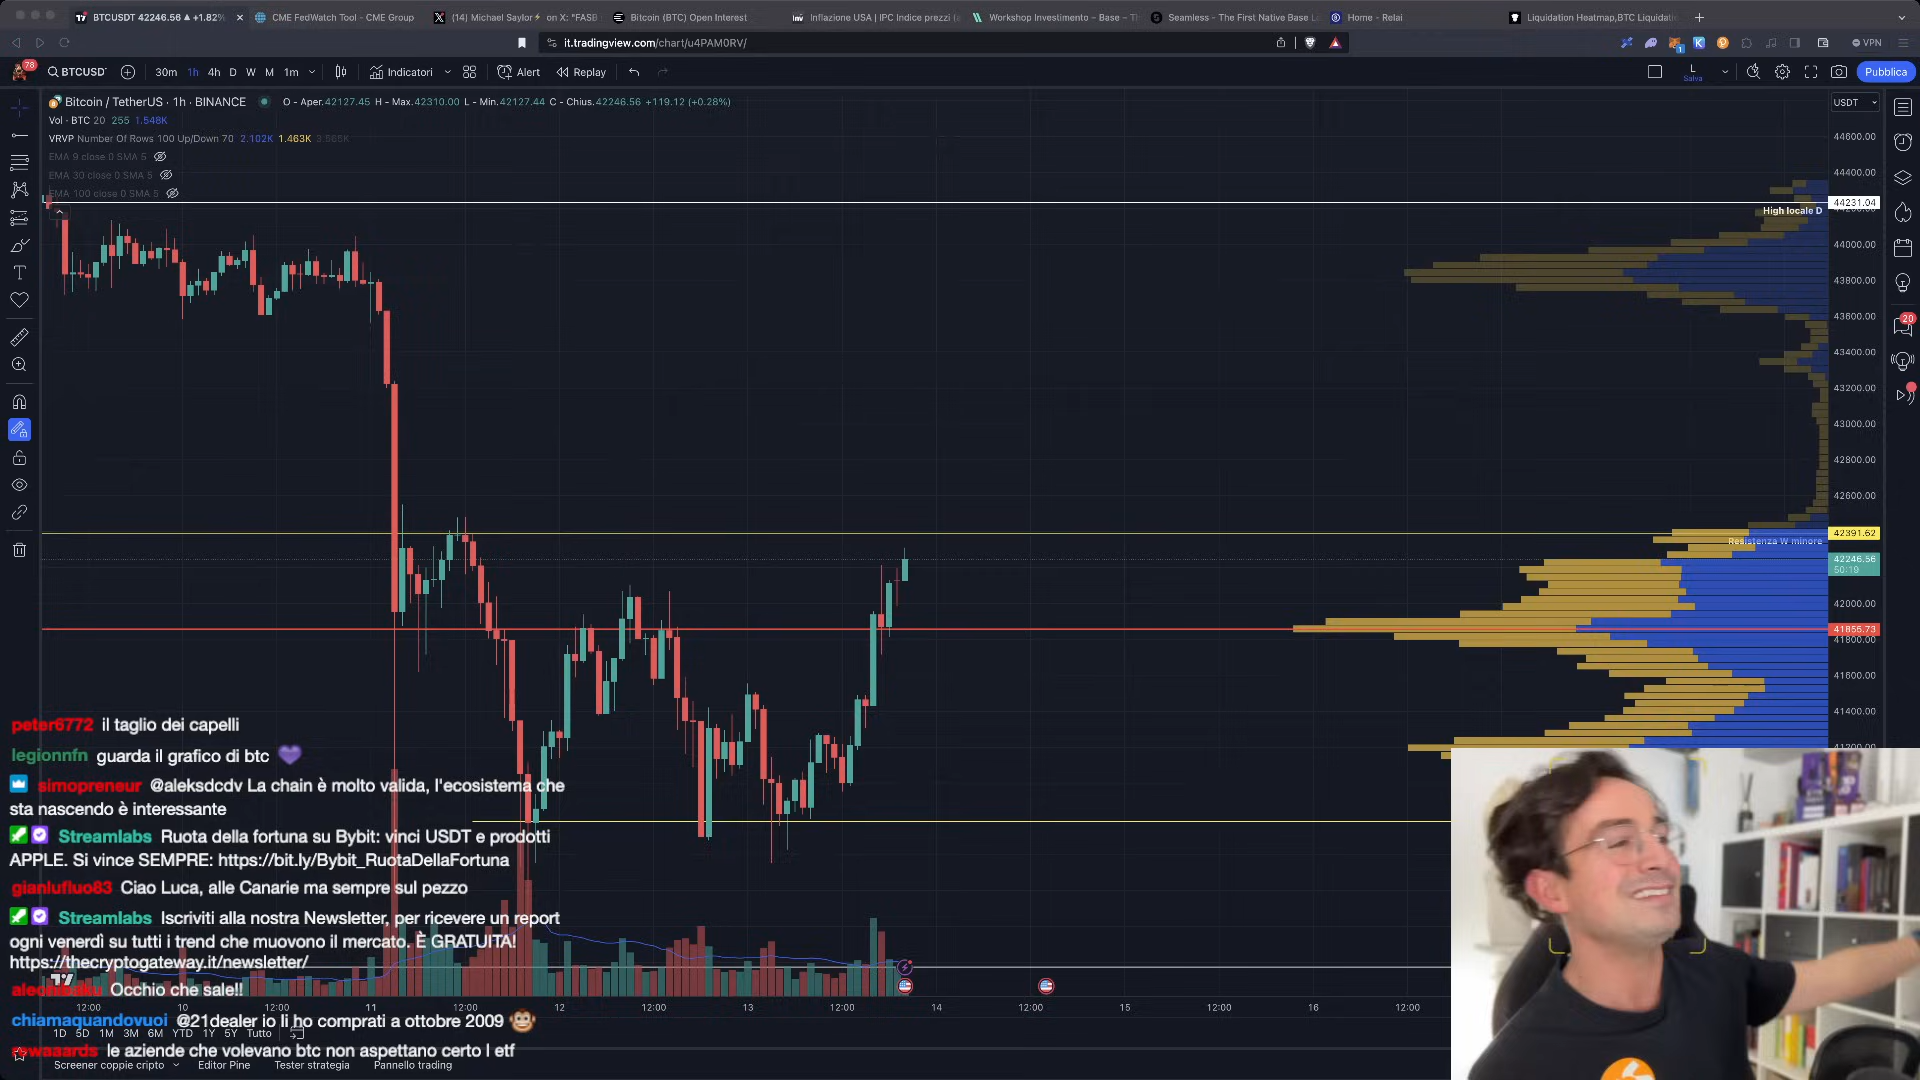 BTCUSDT 42246.56 ▲ +1.82%
CME FedWatch Tool - CME Group
(14) Michael Saylor⚡ on X: "FASB
Bitcoin (BTC) Open Interest
Inflazione USA | IPC Indice prezzi (
Workshop Investimento – Base –
Seamless - The First Native Base
Home - Relai
Liquidation Heatmap,BTC Liquidati
it.tradingview.com/chart/u4PAM0RV/
VPN
78
BTCUSD
30m 1h 4h D W M 1m
Indicatori
Alert
Replay
L
Salva
Pubblica
Bitcoin / TetherUS · 1h · BINANCE
O - Aper.42127.45 H - Max.42310.00 L - Min.42127.44 C - Chius.42246.56 +119.12 (+0.28%)
USDT
Vol · BTC 20 255 1.548K
VRVP Number Of Rows 100 Up/Down 70 2.102K 1.463K 3.565K
EMA 9 close 0 SMA 5
EMA 30 close 0 SMA 5
EMA 100 close 0 SMA 5
44600.00
44400.00
44231.04
High locale D
44000.00
43800.00
43600.00
43400.00
43200.00
43000.00
42800.00
42600.00
42391.62
Resistenza W minore
42246.56
50:19
42000.00
41855.73
41800.00
41600.00
41400.00
20
peter6772 il taglio dei capelli
legionnfn guarda il grafico di btc 💜
simopreneur @aleksdcdv La chain è molto valida, l'ecosistema che
sta nascendo è interessante
Streamlabs Ruota della fortuna su Bybit: vinci USDT e prodotti
APPLE. Si vince SEMPRE: https://bit.ly/Bybit_RuotaDellaFortuna
gianlufluo83 Ciao Luca, alle Canarie ma sempre sul pezzo
Streamlabs Iscriviti alla nostra Newsletter, per ricevere un report
ogni venerdì su tutti i trend che muovono il mercato. È GRATUITA!
https://thecryptogateway.it/newsletter/
Occhio che sale!!
12:00 10 12:00 11 12:00 12 12:00 12:00 14 12:00 15 12:00 16 12:00
chiamaquandovuoi @21dealer io li ho comprati a ottobre 2009 🐵
1D 5D 1M 3M 6M YTD 1Y 5Y Tutto
le aziende che volevano btc non aspettano certo l etf
Screener coppie cripto
Editor Pine
Tester strategia
Pannello trading